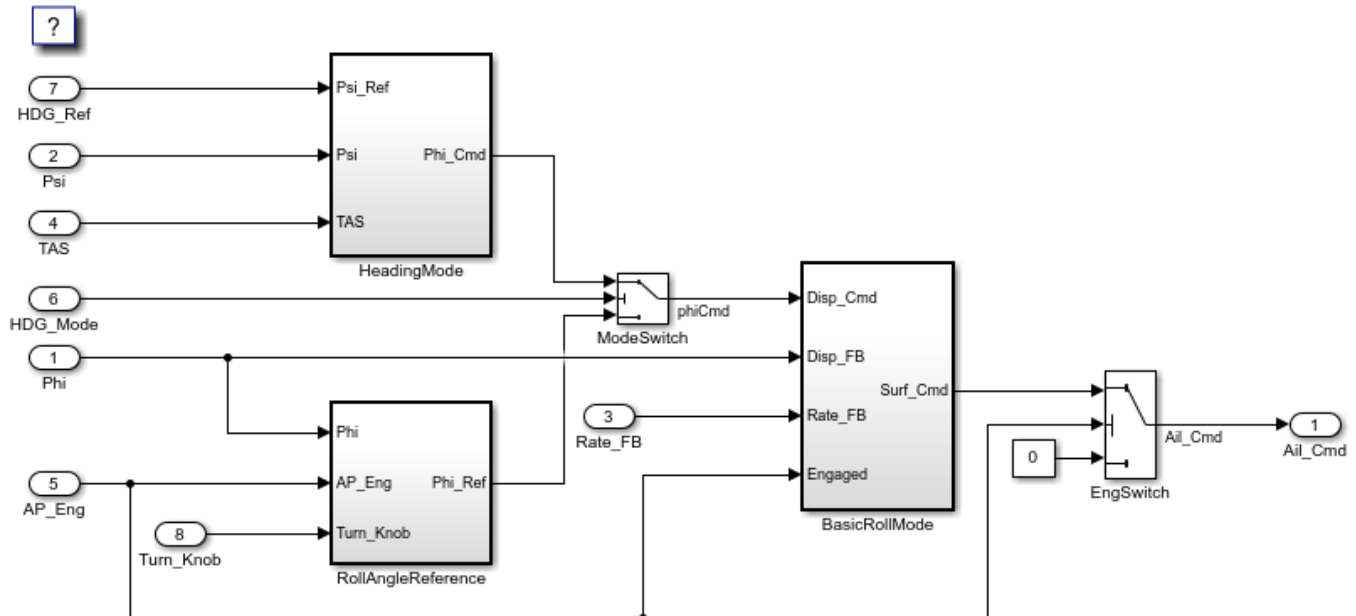 ?
7
HDG_Ref
2
Psi
4
TAS
Psi_Ref
Psi
Phi_Cmd
TAS
HeadingMode
6
HDG_Mode
ModeSwitch
phiCmd
1
Phi
Phi
AP_Eng
Phi_Ref
Turn_Knob
RollAngleReference
5
AP_Eng
8
Turn_Knob
3
Rate_FB
Disp_Cmd
Disp_FB
Surf_Cmd
Rate_FB
Engaged
BasicRollMode
0
EngSwitch
Ail_Cmd
1
Ail_Cmd